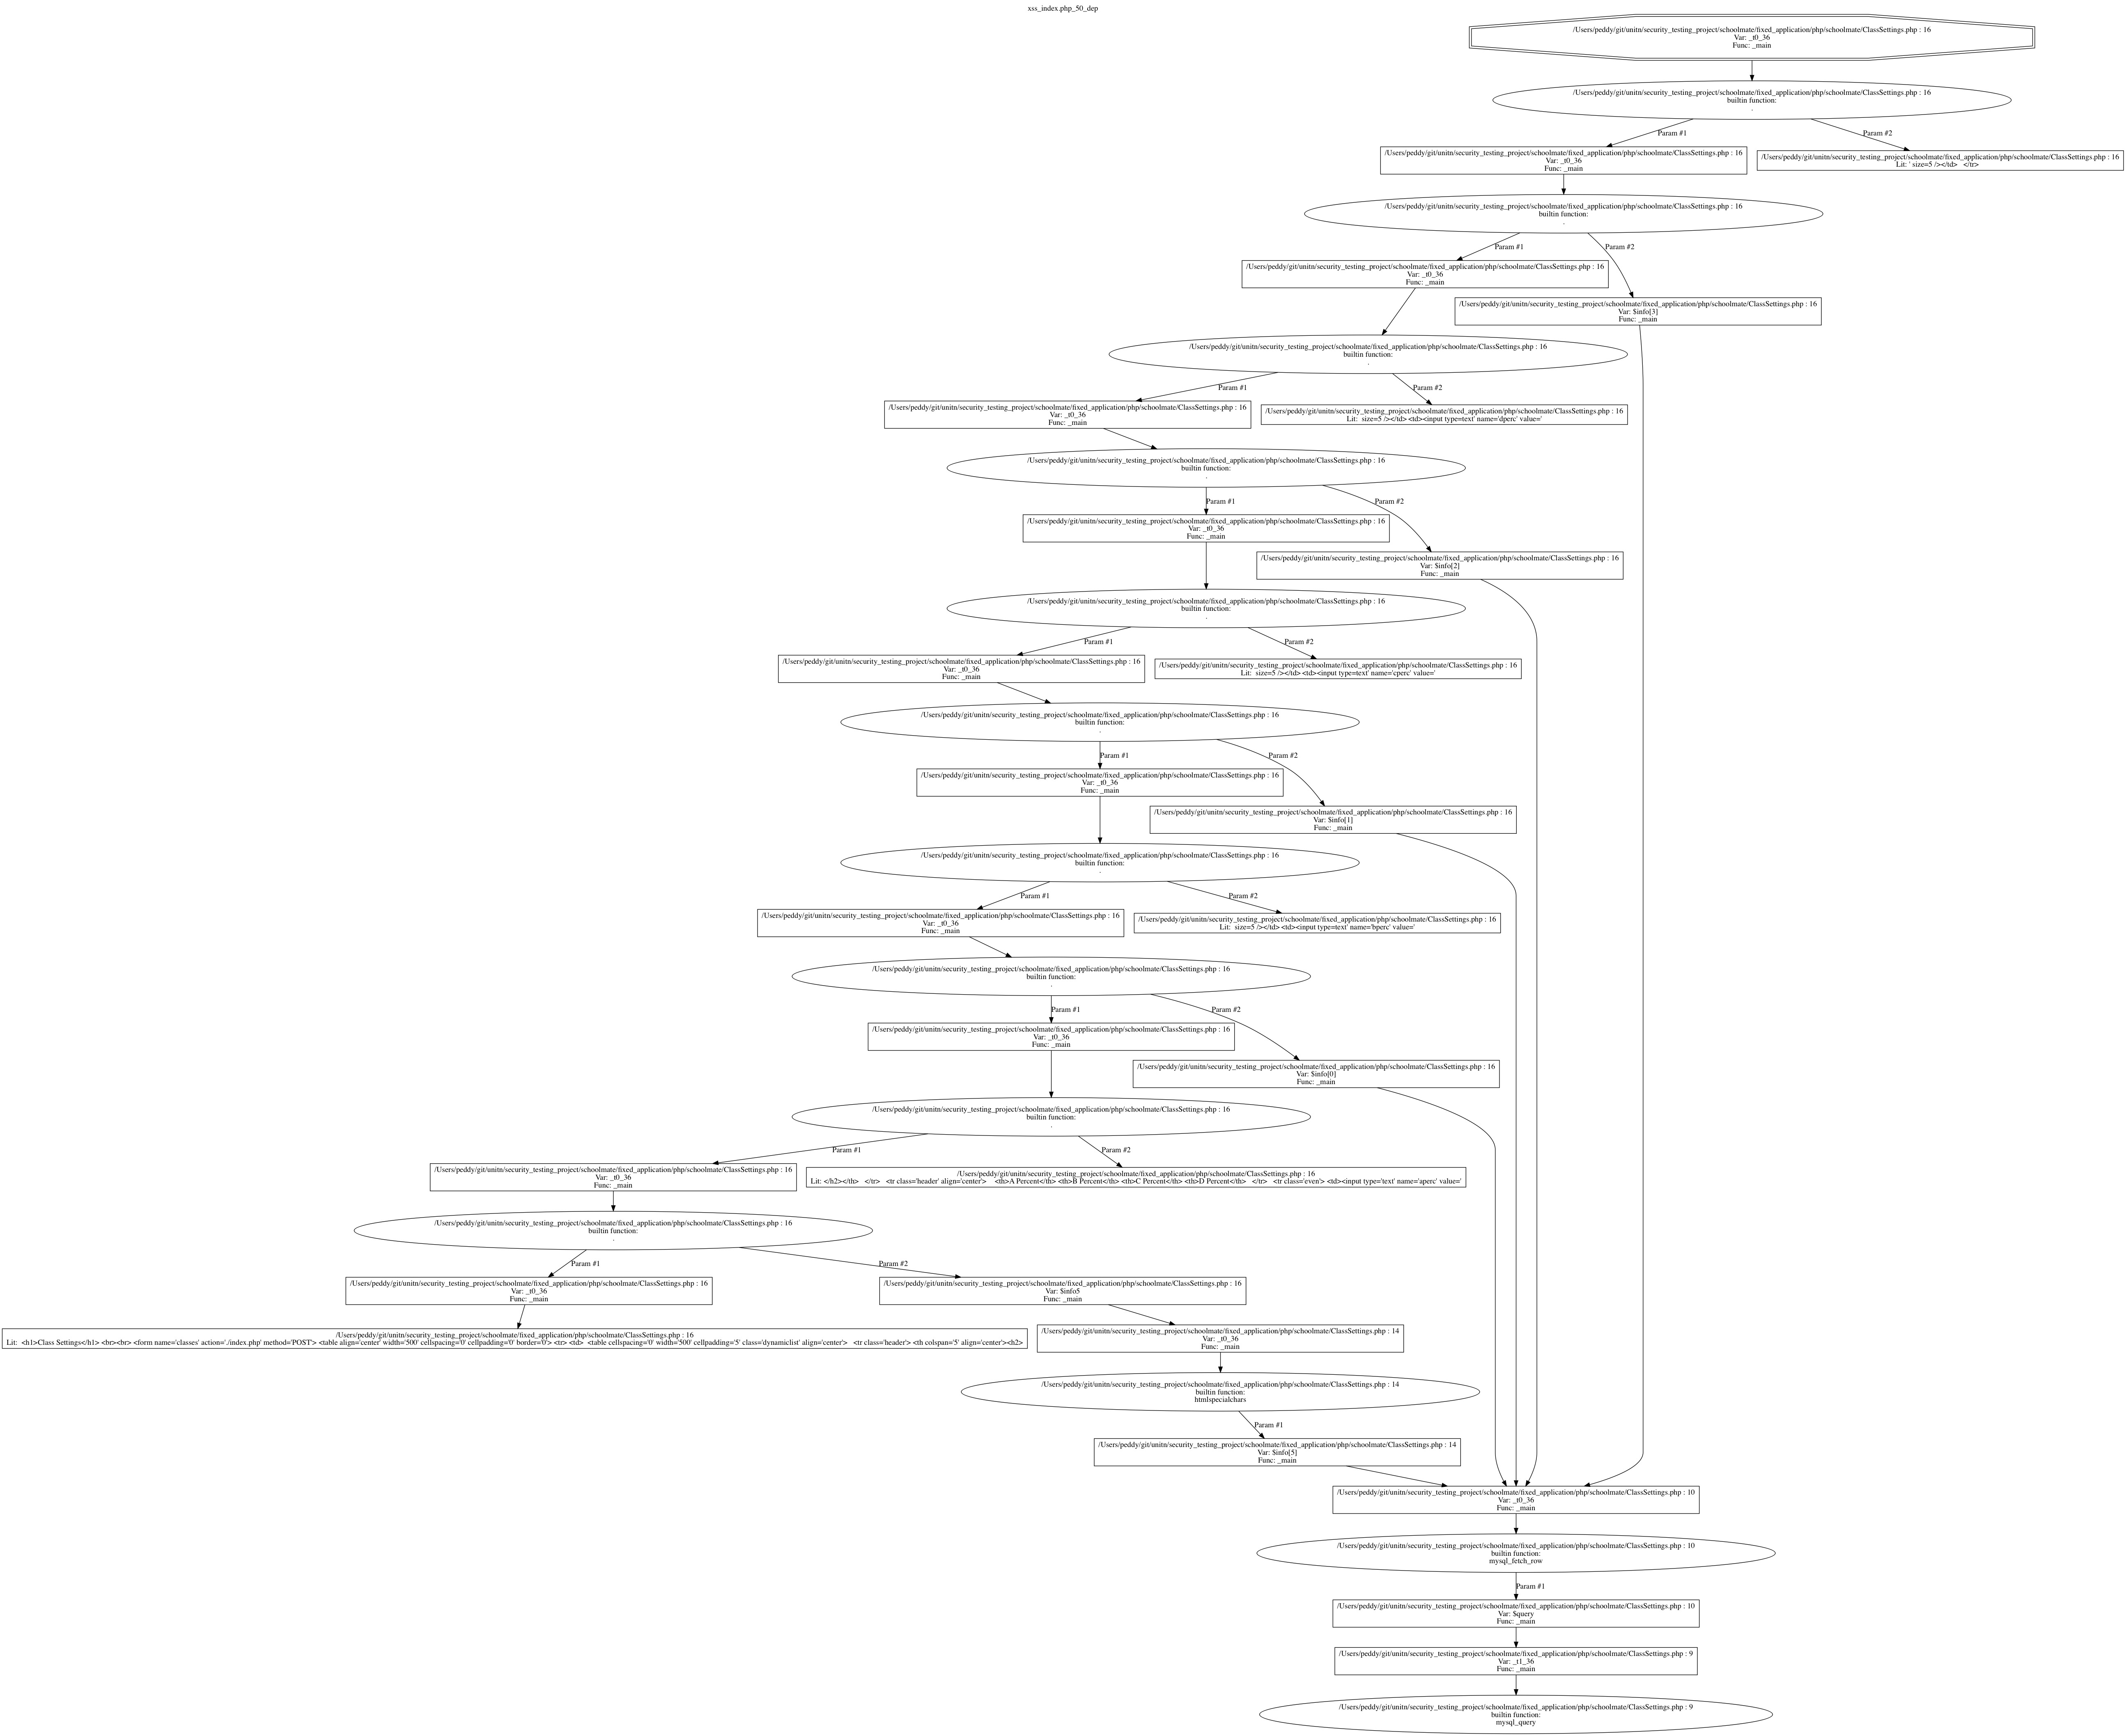 xss_index.php_50_dep
/Users/peddy/git/unitn/security_testing_project/schoolmate/fixed_application/php/schoolmate/ClassSettings.php : 16
Var: _t0_36
Func: _main
/Users/peddy/git/unitn/security_testing_project/schoolmate/fixed_application/php/schoolmate/ClassSettings.php : 16
builtin function:
.
Param #1
Param #2
/Users/peddy/git/unitn/security_testing_project/schoolmate/fixed_application/php/schoolmate/ClassSettings.php : 16
Var: _t0_36
Func: _main
/Users/peddy/git/unitn/security_testing_project/schoolmate/fixed_application/php/schoolmate/ClassSettings.php : 16
Lit: ' size=5 /></td>   </tr>
/Users/peddy/git/unitn/security_testing_project/schoolmate/fixed_application/php/schoolmate/ClassSettings.php : 16
builtin function:
.
Param #1
Param #2
/Users/peddy/git/unitn/security_testing_project/schoolmate/fixed_application/php/schoolmate/ClassSettings.php : 16
Var: _t0_36
Func: _main
/Users/peddy/git/unitn/security_testing_project/schoolmate/fixed_application/php/schoolmate/ClassSettings.php : 16
Var: $info[3]
Func: _main
/Users/peddy/git/unitn/security_testing_project/schoolmate/fixed_application/php/schoolmate/ClassSettings.php : 16
builtin function:
.
Param #1
Param #2
/Users/peddy/git/unitn/security_testing_project/schoolmate/fixed_application/php/schoolmate/ClassSettings.php : 16
Var: _t0_36
Func: _main
/Users/peddy/git/unitn/security_testing_project/schoolmate/fixed_application/php/schoolmate/ClassSettings.php : 16
Lit:  size=5 /></td> <td><input type=text' name='dperc' value='
/Users/peddy/git/unitn/security_testing_project/schoolmate/fixed_application/php/schoolmate/ClassSettings.php : 16
builtin function:
.
Param #1
Param #2
/Users/peddy/git/unitn/security_testing_project/schoolmate/fixed_application/php/schoolmate/ClassSettings.php : 16
Var: _t0_36
Func: _main
/Users/peddy/git/unitn/security_testing_project/schoolmate/fixed_application/php/schoolmate/ClassSettings.php : 16
Var: $info[2]
Func: _main
/Users/peddy/git/unitn/security_testing_project/schoolmate/fixed_application/php/schoolmate/ClassSettings.php : 16
builtin function:
.
Param #1
Param #2
/Users/peddy/git/unitn/security_testing_project/schoolmate/fixed_application/php/schoolmate/ClassSettings.php : 16
Var: _t0_36
Func: _main
/Users/peddy/git/unitn/security_testing_project/schoolmate/fixed_application/php/schoolmate/ClassSettings.php : 16
Lit:  size=5 /></td> <td><input type=text' name='cperc' value='
/Users/peddy/git/unitn/security_testing_project/schoolmate/fixed_application/php/schoolmate/ClassSettings.php : 16
builtin function:
.
Param #1
Param #2
/Users/peddy/git/unitn/security_testing_project/schoolmate/fixed_application/php/schoolmate/ClassSettings.php : 16
Var: _t0_36
Func: _main
/Users/peddy/git/unitn/security_testing_project/schoolmate/fixed_application/php/schoolmate/ClassSettings.php : 16
Var: $info[1]
Func: _main
/Users/peddy/git/unitn/security_testing_project/schoolmate/fixed_application/php/schoolmate/ClassSettings.php : 16
builtin function:
.
Param #1
Param #2
/Users/peddy/git/unitn/security_testing_project/schoolmate/fixed_application/php/schoolmate/ClassSettings.php : 16
Var: _t0_36
Func: _main
/Users/peddy/git/unitn/security_testing_project/schoolmate/fixed_application/php/schoolmate/ClassSettings.php : 16
Lit:  size=5 /></td> <td><input type=text' name='bperc' value='
/Users/peddy/git/unitn/security_testing_project/schoolmate/fixed_application/php/schoolmate/ClassSettings.php : 16
builtin function:
.
Param #1
Param #2
/Users/peddy/git/unitn/security_testing_project/schoolmate/fixed_application/php/schoolmate/ClassSettings.php : 16
Var: _t0_36
Func: _main
/Users/peddy/git/unitn/security_testing_project/schoolmate/fixed_application/php/schoolmate/ClassSettings.php : 16
Var: $info[0]
Func: _main
/Users/peddy/git/unitn/security_testing_project/schoolmate/fixed_application/php/schoolmate/ClassSettings.php : 16
builtin function:
.
Param #1
Param #2
/Users/peddy/git/unitn/security_testing_project/schoolmate/fixed_application/php/schoolmate/ClassSettings.php : 16
Var: _t0_36
Func: _main
/Users/peddy/git/unitn/security_testing_project/schoolmate/fixed_application/php/schoolmate/ClassSettings.php : 16
Lit: </h2></th>   </tr>   <tr class='header' align='center'>     <th>A Percent</th> <th>B Percent</th> <th>C Percent</th> <th>D Percent</th>   </tr>   <tr class='even'> <td><input type='text' name='aperc' value='
/Users/peddy/git/unitn/security_testing_project/schoolmate/fixed_application/php/schoolmate/ClassSettings.php : 16
builtin function:
.
Param #1
Param #2
/Users/peddy/git/unitn/security_testing_project/schoolmate/fixed_application/php/schoolmate/ClassSettings.php : 16
Var: _t0_36
Func: _main
/Users/peddy/git/unitn/security_testing_project/schoolmate/fixed_application/php/schoolmate/ClassSettings.php : 16
Var: $info5
Func: _main
/Users/peddy/git/unitn/security_testing_project/schoolmate/fixed_application/php/schoolmate/ClassSettings.php : 16
Lit:  <h1>Class Settings</h1> <br><br> <form name='classes' action='./index.php' method='POST'> <table align='center' width='500' cellspacing='0' cellpadding='0' border='0'> <tr> <td>  <table cellspacing='0' width='500' cellpadding='5' class='dynamiclist' align='center'>   <tr class='header'> <th colspan='5' align='center'><h2>
/Users/peddy/git/unitn/security_testing_project/schoolmate/fixed_application/php/schoolmate/ClassSettings.php : 14
Var: _t0_36
Func: _main
/Users/peddy/git/unitn/security_testing_project/schoolmate/fixed_application/php/schoolmate/ClassSettings.php : 14
builtin function:
htmlspecialchars
Param #1
/Users/peddy/git/unitn/security_testing_project/schoolmate/fixed_application/php/schoolmate/ClassSettings.php : 14
Var: $info[5]
Func: _main
/Users/peddy/git/unitn/security_testing_project/schoolmate/fixed_application/php/schoolmate/ClassSettings.php : 10
Var: _t0_36
Func: _main
/Users/peddy/git/unitn/security_testing_project/schoolmate/fixed_application/php/schoolmate/ClassSettings.php : 10
builtin function:
mysql_fetch_row
Param #1
/Users/peddy/git/unitn/security_testing_project/schoolmate/fixed_application/php/schoolmate/ClassSettings.php : 10
Var: $query
Func: _main
/Users/peddy/git/unitn/security_testing_project/schoolmate/fixed_application/php/schoolmate/ClassSettings.php : 9
Var: _t1_36
Func: _main
/Users/peddy/git/unitn/security_testing_project/schoolmate/fixed_application/php/schoolmate/ClassSettings.php : 9
builtin function:
mysql_query